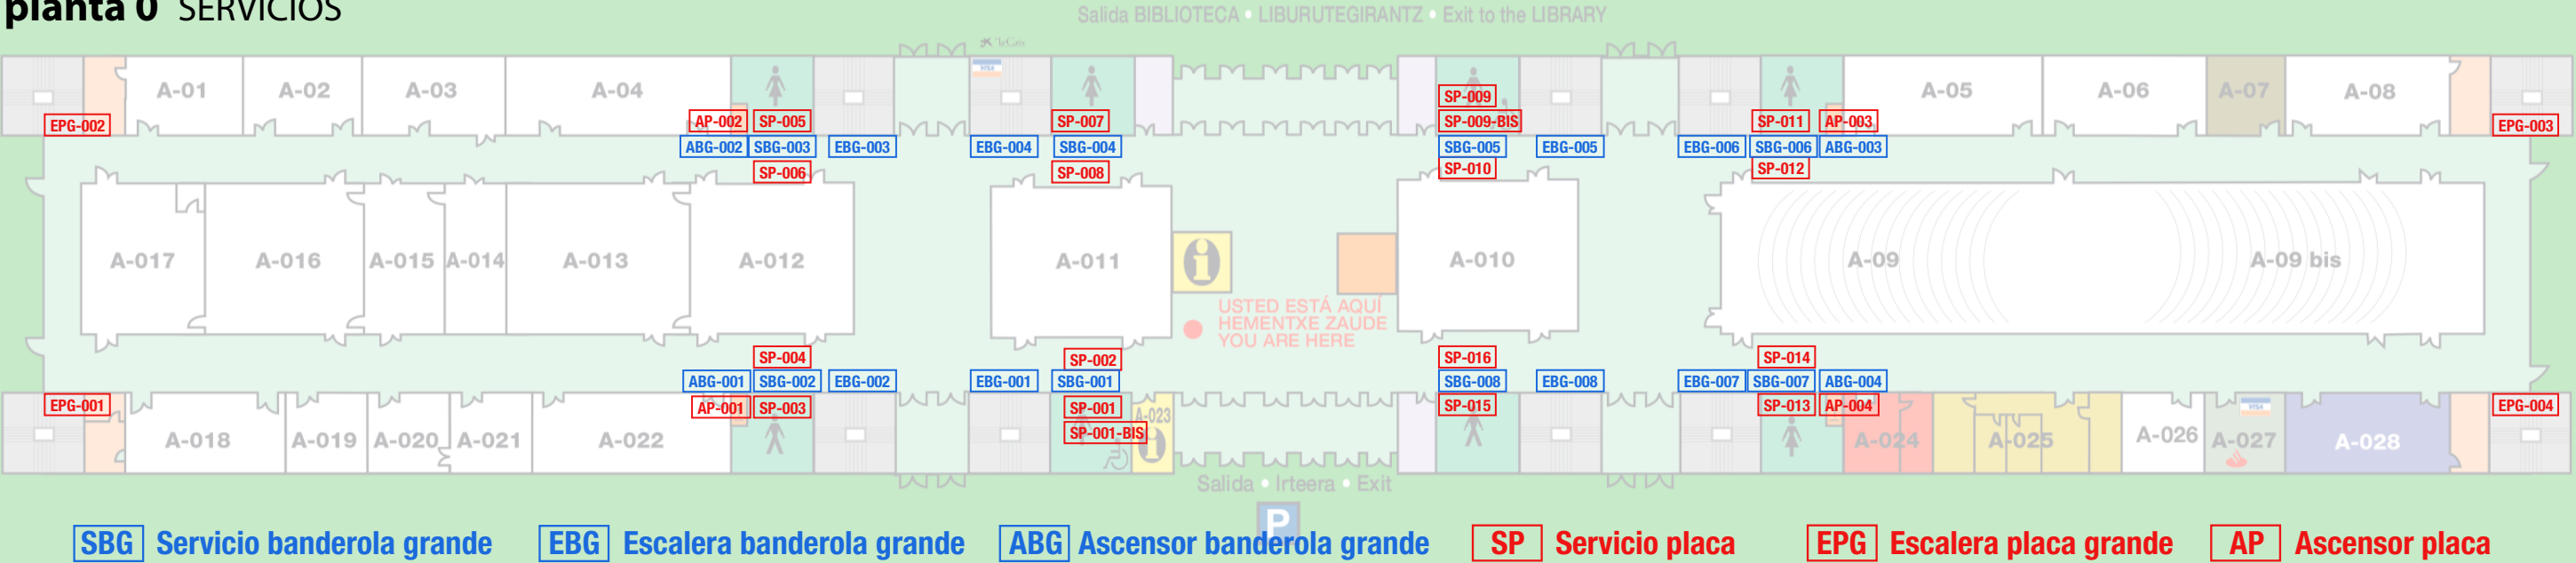 planta 0 SERVICIOS
Salida BIBLIOTECA • LIBURUTEGIRANTZ • Exit to the LIBRARY
"la Caixa"
VISA
A-01 A-02 A-03 A-04 A-05 A-06 A-07 A-08
SP-009
EPG-002 AP-002 SP-005 SP-007 SP-009-BIS SP-011 AP-003 EPG-003
ABG-002 SBG-003 EBG-003 EBG-004 SBG-004 SBG-005 EBG-005 EBG-006 SBG-006 ABG-003
SP-006 SP-008 SP-010 SP-012
A-017 A-016 A-015 A-014 A-013 A-012 A-011 A-010 A-09 A-09 bis
USTED ESTÁ AQUÍ
HEMENTXE ZAUDE
YOU ARE HERE
SP-004 SP-002 SP-016 SP-014
ABG-001 SBG-002 EBG-002 EBG-001 SBG-001 SBG-008 EBG-008 EBG-007 SBG-007 ABG-004
EPG-001 AP-001 SP-003 SP-001 A-023 SP-015 SP-013 AP-004 VISA EPG-004
SP-001-BIS
A-018 A-019 A-020 A-021 A-022 A-024 A-025 A-026 A-027 A-028
Salida • Irteera • Exit
P
SBG Servicio banderola grande EBG Escalera banderola grande ABG Ascensor banderola grande SP Servicio placa EPG Escalera placa grande AP Ascensor placa